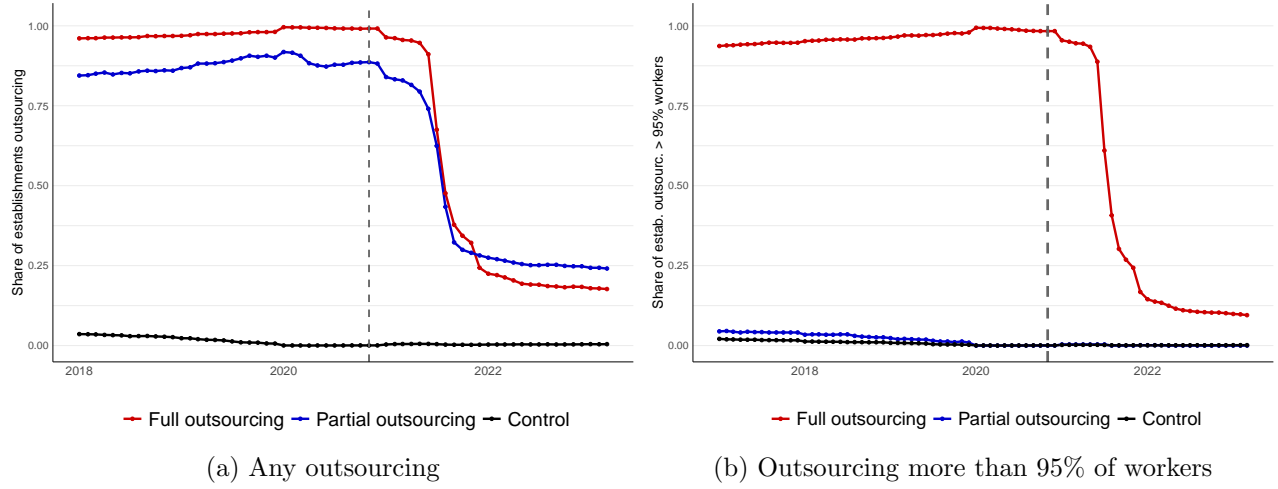 Share of establishments outsourcing
1.00
0.75
0.50
0.25
0.00
2018
2020
2022
Full outsourcing Partial outsourcing Control
(a) Any outsourcing
Share of estab. outsourc. > 95% workers
1.00
0.75
0.50
0.25
0.00
2018
2020
2022
Full outsourcing Partial outsourcing Control
(b) Outsourcing more than 95% of workers